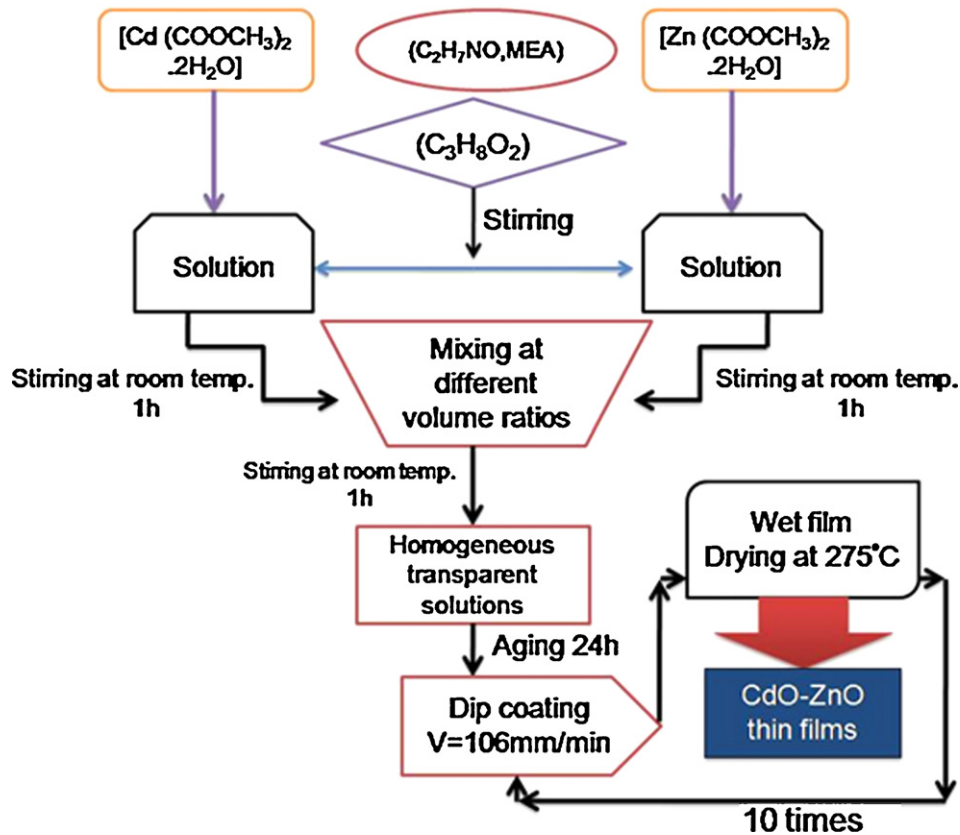 [Cd (COOCH₃)₂
.2H₂O]
(C₂H₇NO,MEA)
[Zn (COOCH₃)₂
.2H₂O]
(C₃H₈O₂)
Stirring
Solution
Solution
Mixing at
different
volume ratios
Stirring at room temp.
1h
Stirring at room temp.
1h
Stirring at room temp.
1h
Homogeneous
transparent
solutions
Wet film
Drying at 275°C
Aging 24h
CdO-ZnO
thin films
Dip coating
V=106mm/min
10 times